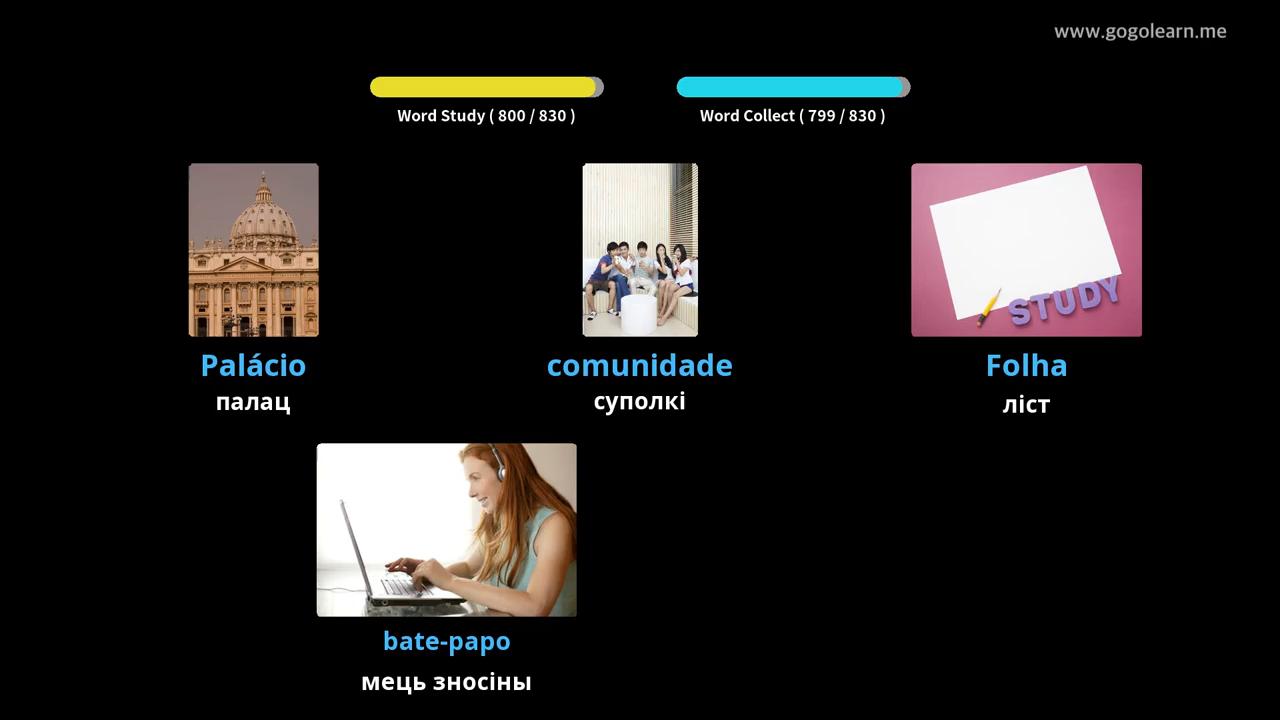 www.gogolearn.me
Word Study ( 800 / 830 )
Word Collect ( 799 / 830 )
STUDY
Palácio
comunidade
Folha
палац
суполкі
ліст
bate-papo
мець зносіны